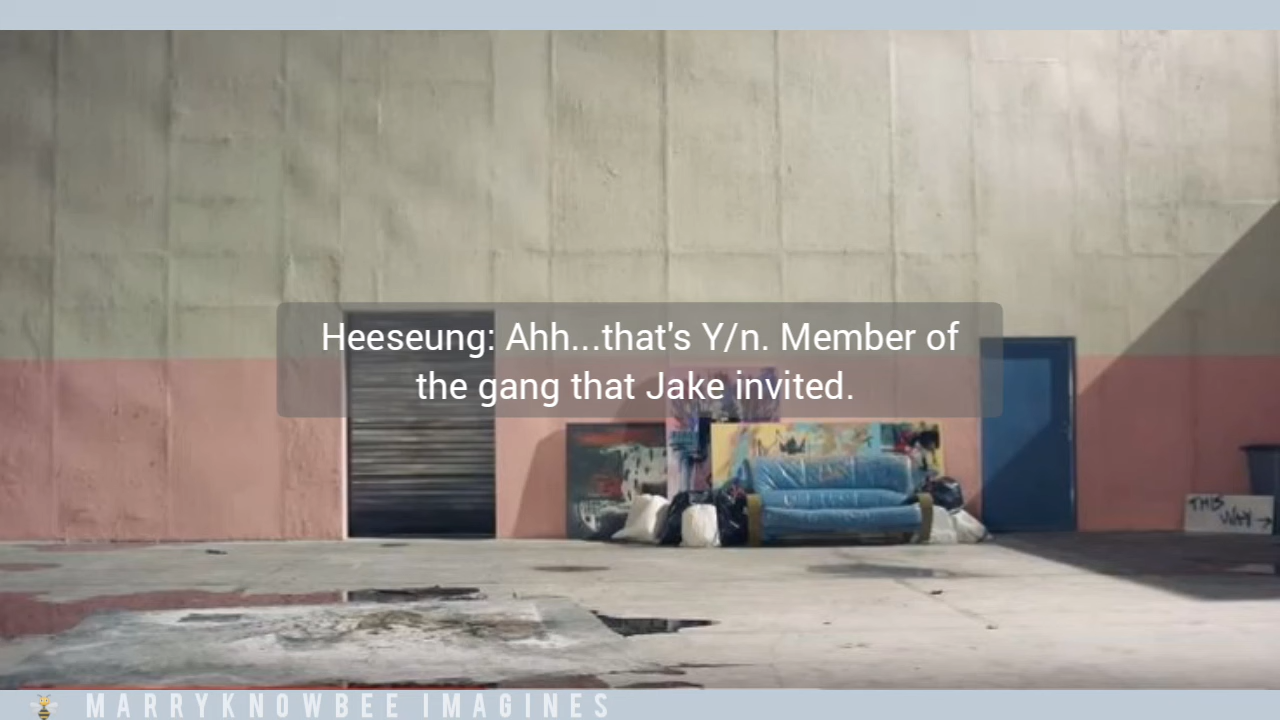 Heeseung: Ahh...that's Y/n. Member of
the gang that Jake invited.
THIS
WAY →
MARRYKNOWBEE IMAGINES